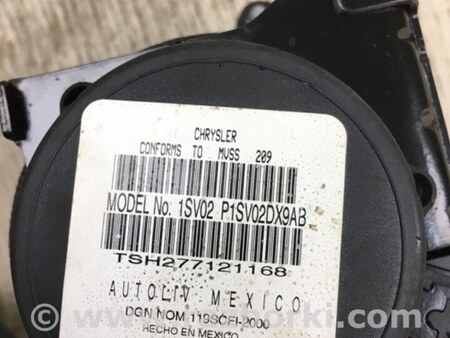 CHRYSLER
CONFORMS TO MVSS 209
MODEL No. 1SV02 P1SV02DX9AB
TSH277121168
AUTOLIV MEXICO
DGN NOM 119SCFI-2000
HECHO EN MEXICO